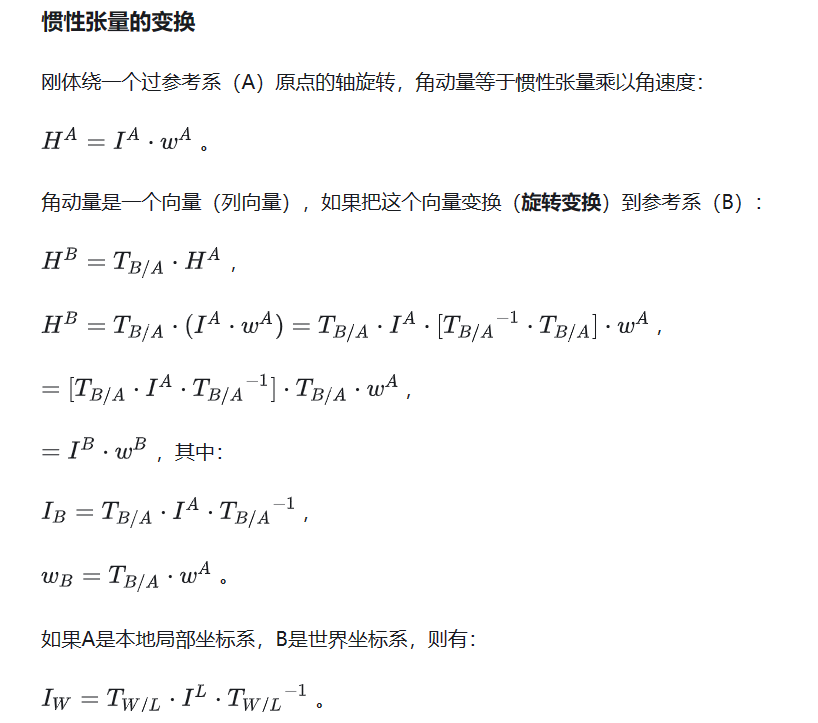 惯性张量的变换
刚体绕一个过参考系（A）原点的轴旋转，角动量等于惯性张量乘以角速度：
$H^A = I^A \cdot w^A$ 。
角动量是一个向量（列向量），如果把这个向量变换（旋转变换）到参考系（B）：
$H^B = T_{B/A} \cdot H^A$ ，
$H^B = T_{B/A} \cdot (I^A \cdot w^A) = T_{B/A} \cdot I^A \cdot [T_{B/A}{}^{-1} \cdot T_{B/A}] \cdot w^A$ ，
$= [T_{B/A} \cdot I^A \cdot T_{B/A}{}^{-1}] \cdot T_{B/A} \cdot w^A$ ，
$= I^B \cdot w^B$ ，其中：
$I_B = T_{B/A} \cdot I^A \cdot T_{B/A}{}^{-1}$ ，
$w_B = T_{B/A} \cdot w^A$ 。
如果A是本地局部坐标系，B是世界坐标系，则有：
$I_W = T_{W/L} \cdot I^L \cdot T_{W/L}{}^{-1}$ 。